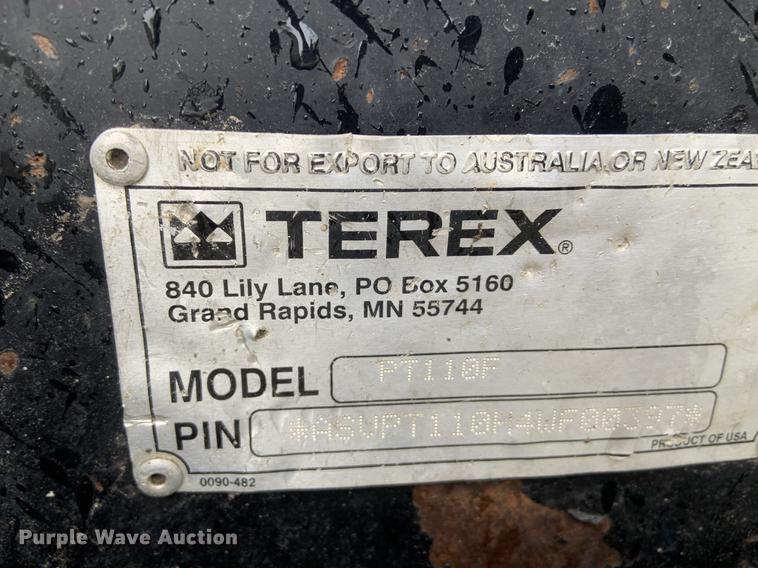 NOT FOR EXPORT TO AUSTRALIA OR NEW ZEA
TEREX®
840 Lily Lane, PO Box 5160
Grand Rapids, MN 55744
MODEL PT110F
PIN *ASVPT110H4WF00397*
PRODUCT OF USA
0090-482
Purple Wave Auction